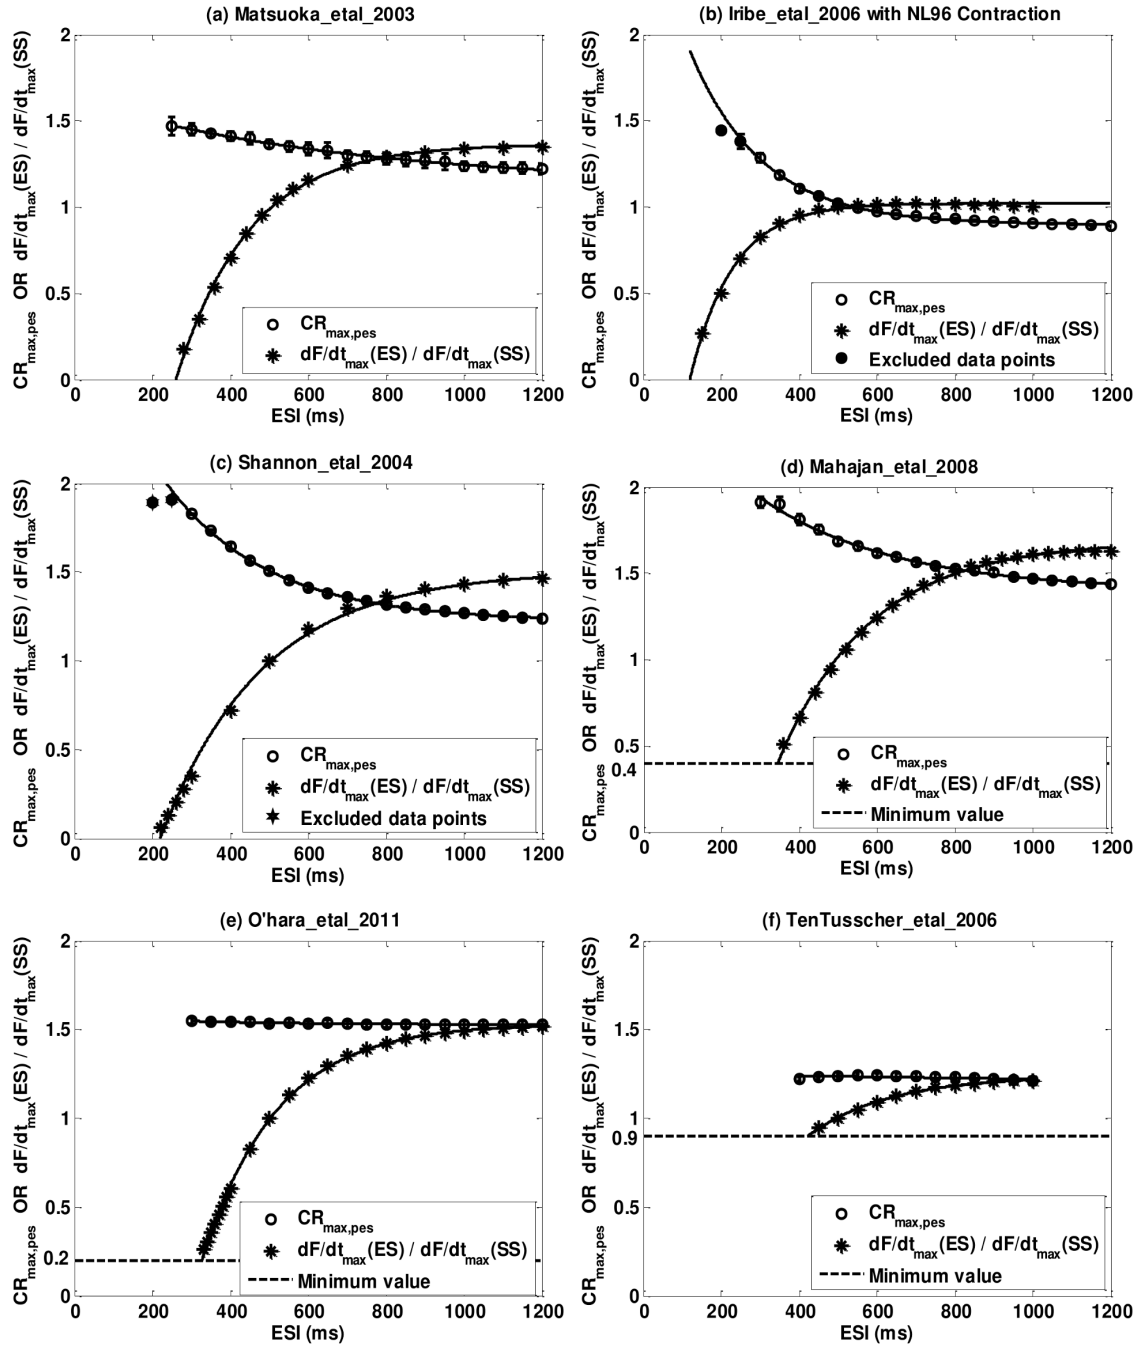 (a) Matsuoka_etal_2003
CR_max,pes OR dF/dt_max(ES) / dF/dt_max(SS)
2
1.5
1
0.5
0
0 200 400 600 800 1000 1200
ESI (ms)
CR_max,pes
dF/dt_max(ES) / dF/dt_max(SS)
(b) Iribe_etal_2006 with NL96 Contraction
CR_max,pes OR dF/dt_max(ES) / dF/dt_max(SS)
2
1.5
1
0.5
0
0 200 400 600 800 1000 1200
ESI (ms)
CR_max,pes
dF/dt_max(ES) / dF/dt_max(SS)
Excluded data points
(c) Shannon_etal_2004
CR_max,pes OR dF/dt_max(ES) / dF/dt_max(SS)
2
1.5
1
0.5
0
0 200 400 600 800 1000 1200
ESI (ms)
CR_max,pes
dF/dt_max(ES) / dF/dt_max(SS)
Excluded data points
(d) Mahajan_etal_2008
CR_max,pes OR dF/dt_max(ES) / dF/dt_max(SS)
2
1.5
1
0.5
0.4
0
0 200 400 600 800 1000 1200
ESI (ms)
CR_max,pes
dF/dt_max(ES) / dF/dt_max(SS)
Minimum value
(e) O'hara_etal_2011
CR_max,pes OR dF/dt_max(ES) / dF/dt_max(SS)
2
1.5
1
0.5
0.2
0
0 200 400 600 800 1000 1200
ESI (ms)
CR_max,pes
dF/dt_max(ES) / dF/dt_max(SS)
Minimum value
(f) TenTusscher_etal_2006
CR_max,pes OR dF/dt_max(ES) / dF/dt_max(SS)
2
1.5
1
0.9
0.5
0
0 200 400 600 800 1000 1200
ESI (ms)
CR_max,pes
dF/dt_max(ES) / dF/dt_max(SS)
Minimum value